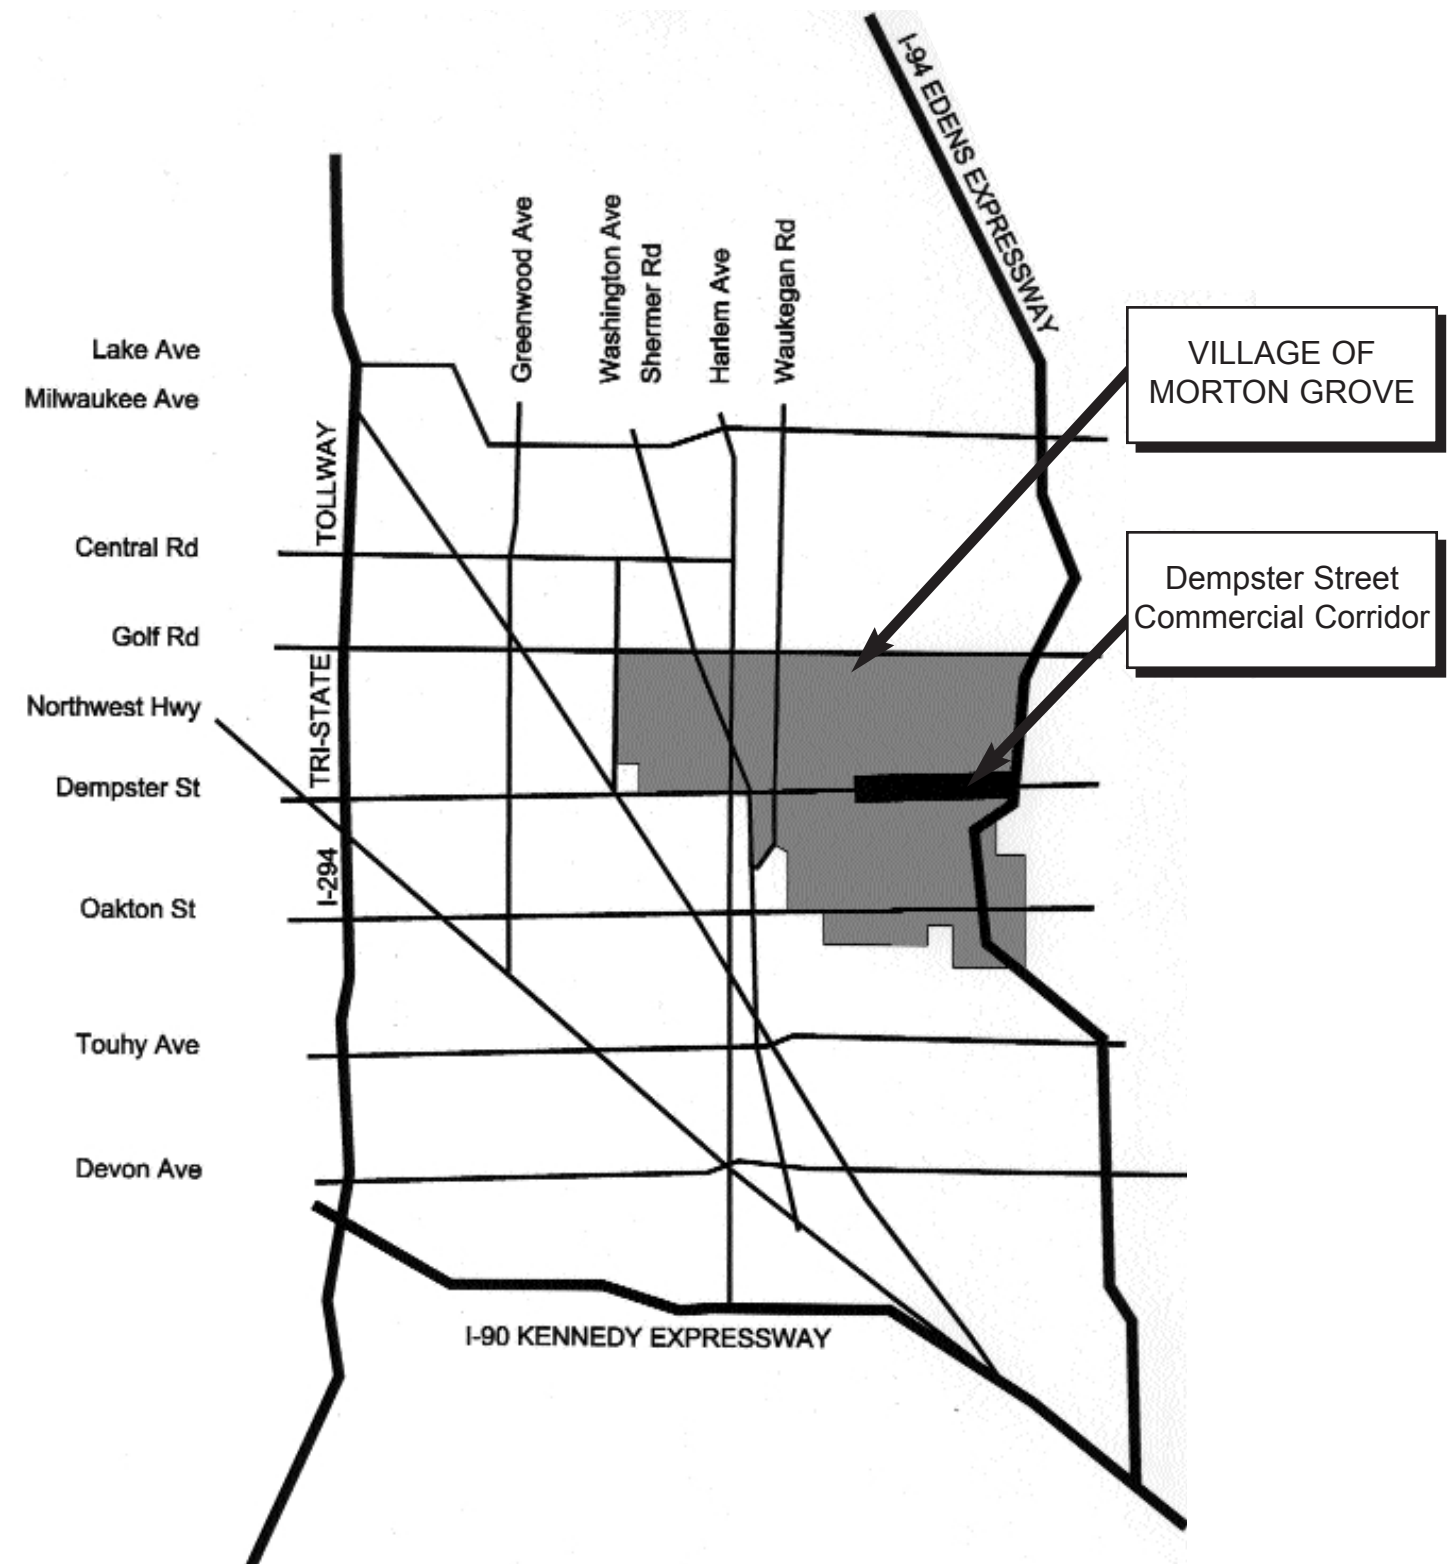 I-94 EDENS EXPRESSWAY
Greenwood Ave
Washington Ave
Shermer Rd
Harlem Ave
Waukegan Rd
VILLAGE OF
MORTON GROVE
Lake Ave
Milwaukee Ave
TOLLWAY
Central Rd
Dempster Street
Commercial Corridor
Golf Rd
TRI-STATE
Northwest Hwy
Dempster St
I-294
Oakton St
Touhy Ave
Devon Ave
I-90 KENNEDY EXPRESSWAY